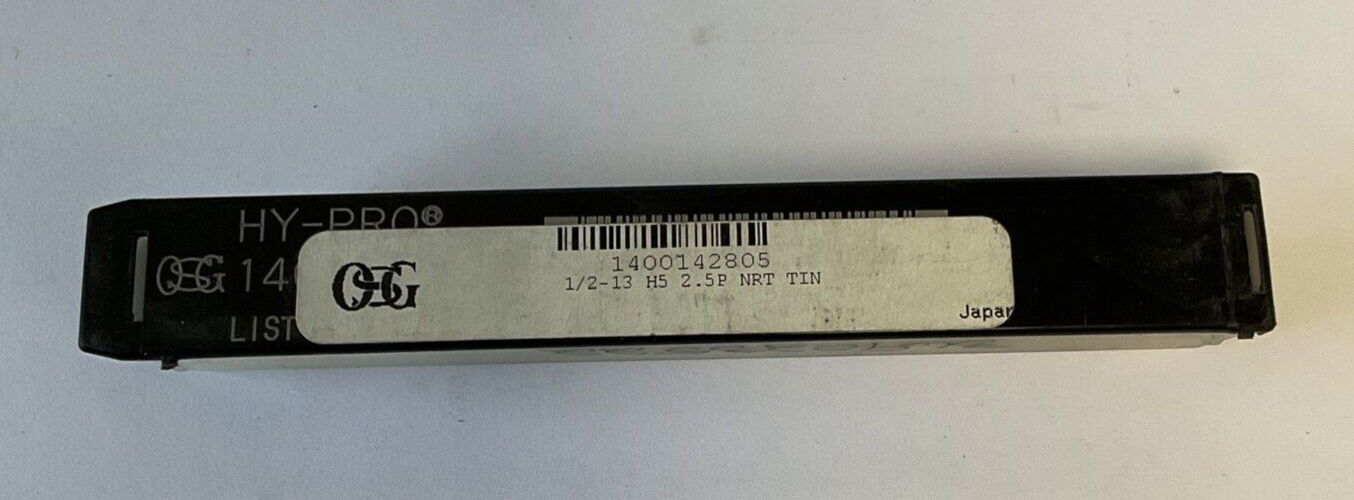 HY-PRO®
OSG 14
LIST
OSG
1400142805
1/2-13 H5 2.5P NRT TIN
Japan